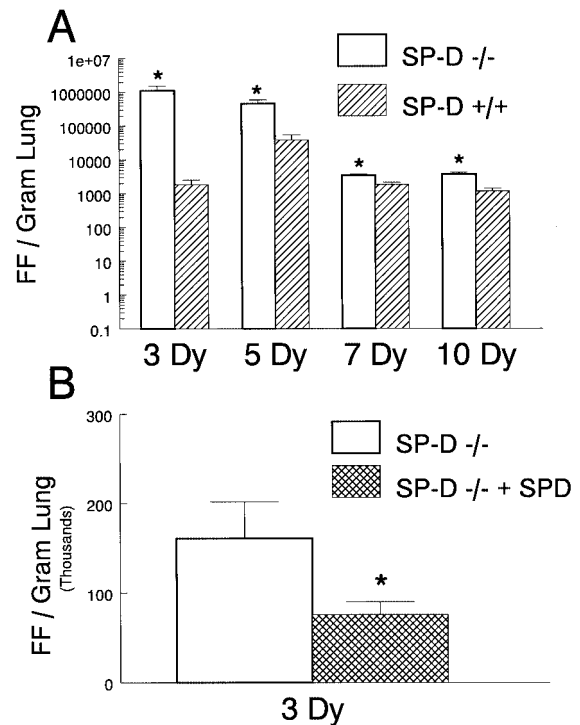 A
SP-D -/-
SP-D +/+
FF / Gram Lung
1e+07
1000000
100000
10000
1000
100
10
1
0.1
*
*
*
*
3 Dy
5 Dy
7 Dy
10 Dy
B
SP-D -/-
SP-D -/- + SPD
FF / Gram Lung
(Thousands)
300
200
100
0
*
3 Dy